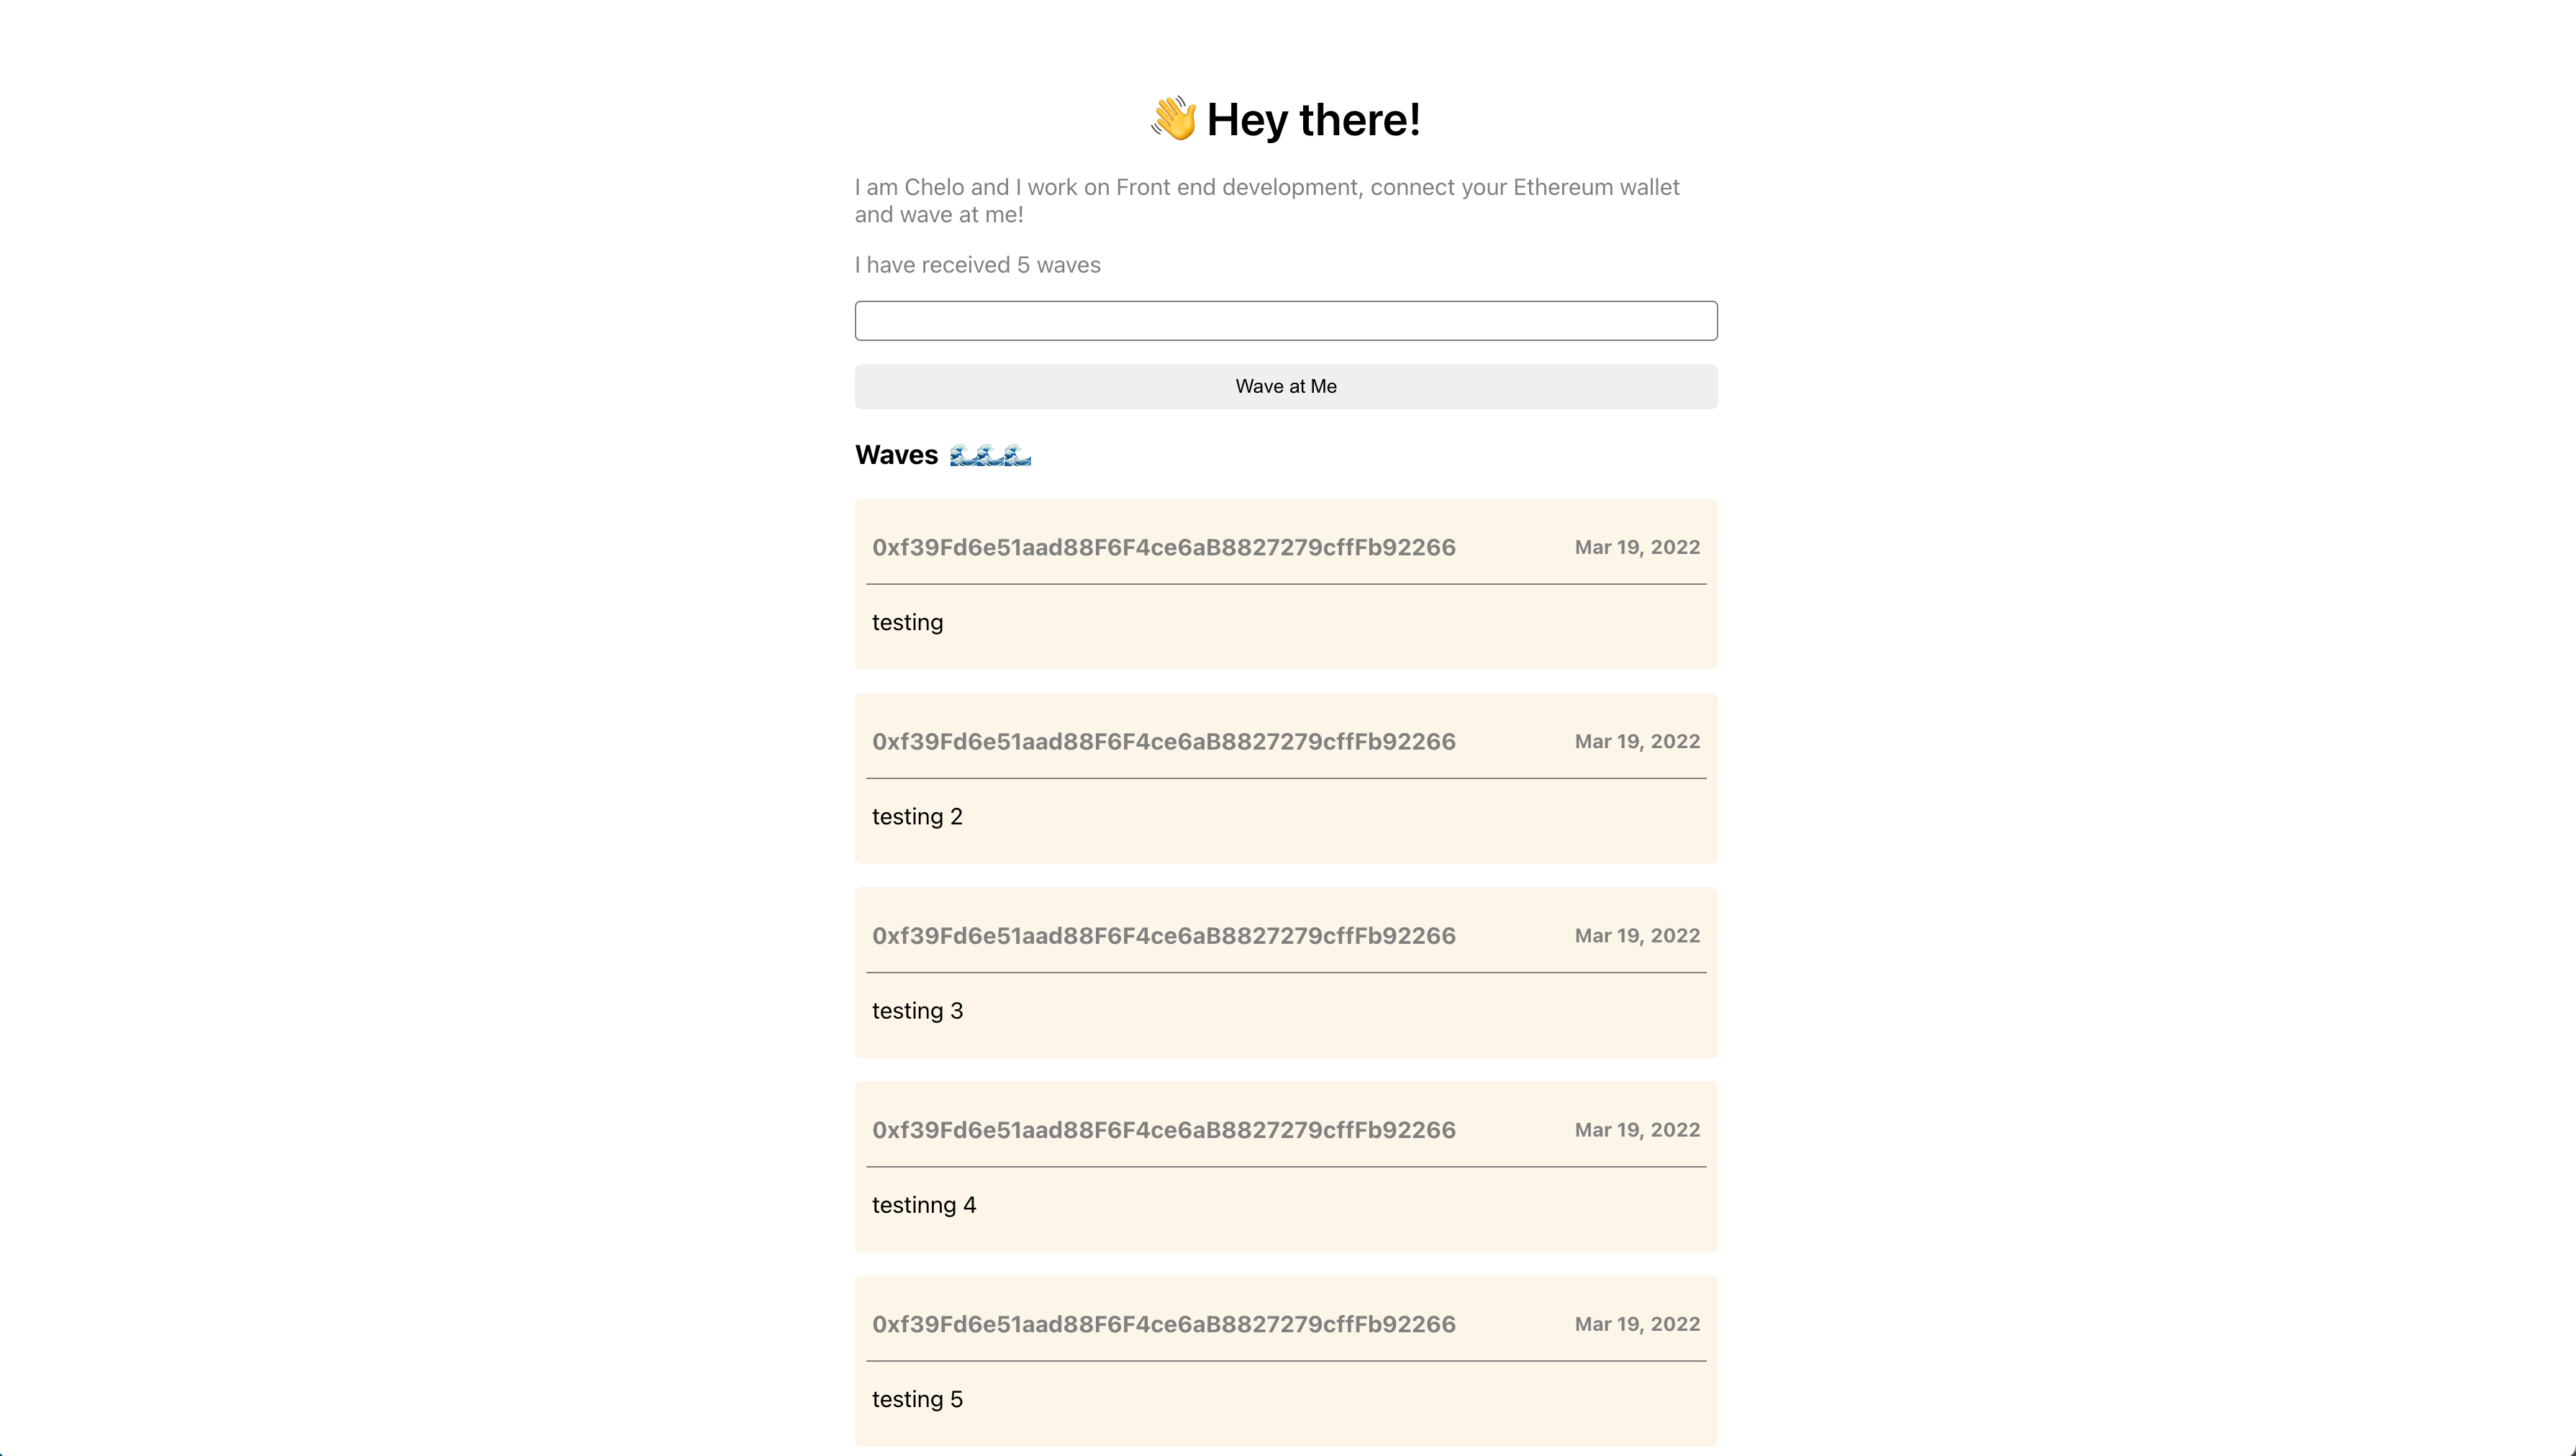 👋 Hey there!
I am Chelo and I work on Front end development, connect your Ethereum wallet
and wave at me!
I have received 5 waves
Wave at Me
Waves 🌊🌊🌊
0xf39Fd6e51aad88F6F4ce6aB8827279cffFb92266 Mar 19, 2022
testing
0xf39Fd6e51aad88F6F4ce6aB8827279cffFb92266 Mar 19, 2022
testing 2
0xf39Fd6e51aad88F6F4ce6aB8827279cffFb92266 Mar 19, 2022
testing 3
0xf39Fd6e51aad88F6F4ce6aB8827279cffFb92266 Mar 19, 2022
testinng 4
0xf39Fd6e51aad88F6F4ce6aB8827279cffFb92266 Mar 19, 2022
testing 5